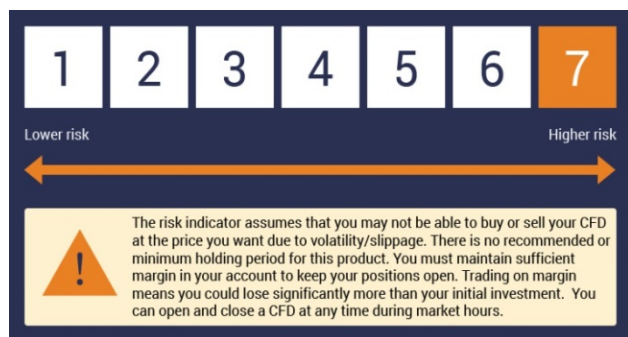 1 2 3 4 5 6 7
Lower risk Higher risk
!
The risk indicator assumes that you may not be able to buy or sell your CFD
at the price you want due to volatility/slippage. There is no recommended or
minimum holding period for this product. You must maintain sufficient
margin in your account to keep your positions open. Trading on margin
means you could lose significantly more than your initial investment. You
can open and close a CFD at any time during market hours.